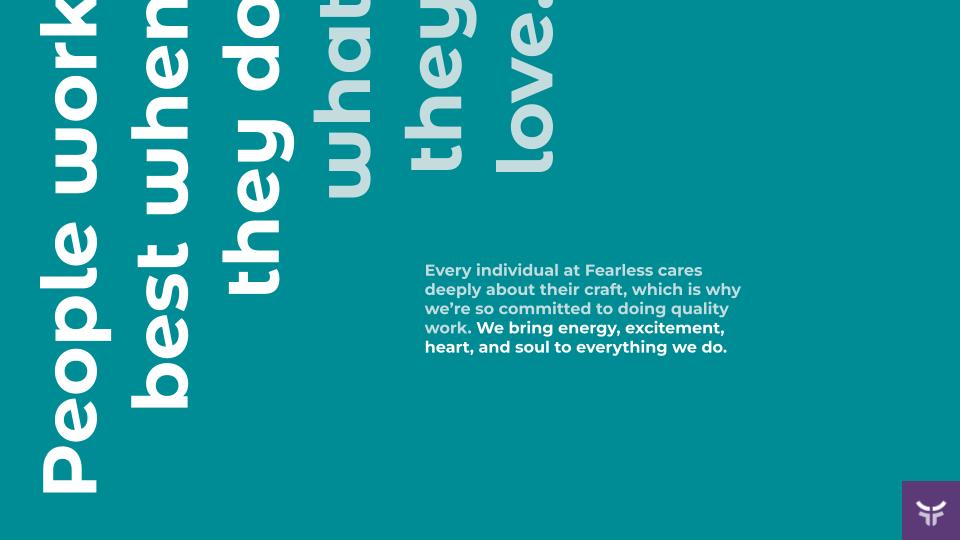 People work
best when
they do
what
they
love.
Every individual at Fearless cares
deeply about their craft, which is why
we’re so committed to doing quality
work. We bring energy, excitement,
heart, and soul to everything we do.